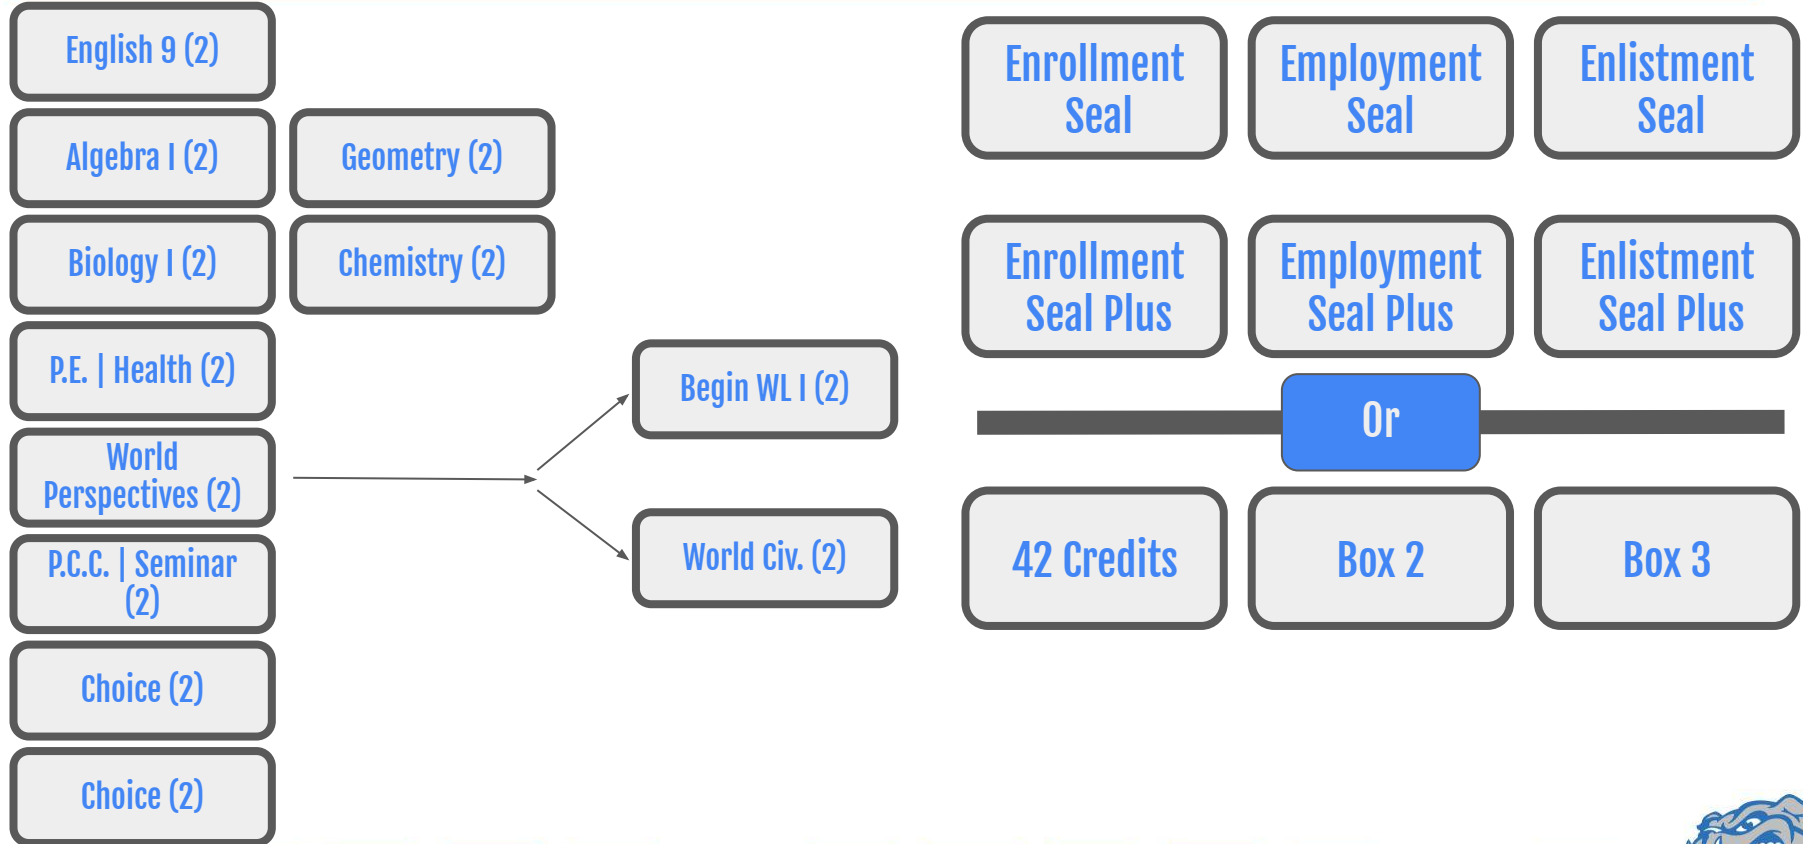 English 9 (2)
Algebra I (2)
Geometry (2)
Biology I (2)
Chemistry (2)
P.E. | Health (2)
World
Perspectives (2)
P.C.C. | Seminar
(2)
Choice (2)
Choice (2)
Begin WL I (2)
World Civ. (2)
Enrollment
Seal
Employment
Seal
Enlistment
Seal
Enrollment
Seal Plus
Employment
Seal Plus
Enlistment
Seal Plus
Or
42 Credits
Box 2
Box 3